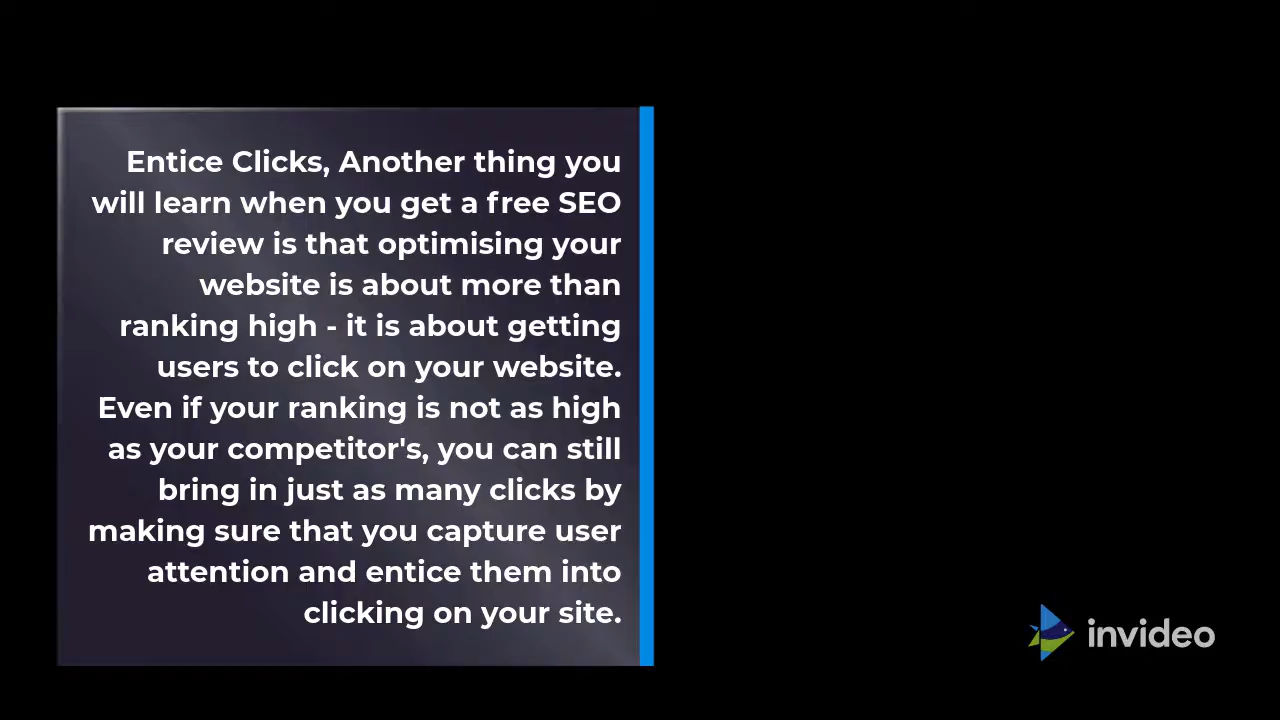 Entice Clicks, Another thing you
will learn when you get a free SEO
review is that optimising your
website is about more than
ranking high - it is about getting
users to click on your website.
Even if your ranking is not as high
as your competitor's, you can still
bring in just as many clicks by
making sure that you capture user
attention and entice them into
clicking on your site.
invideo